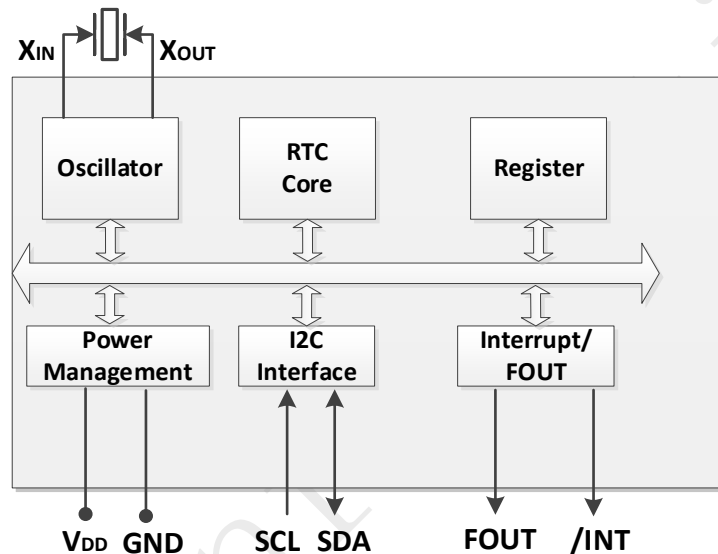 XIN XOUT
Oscillator
RTC
Core
Register
Power
Management
I2C
Interface
Interrupt/
FOUT
VDD GND SCL SDA FOUT /INT